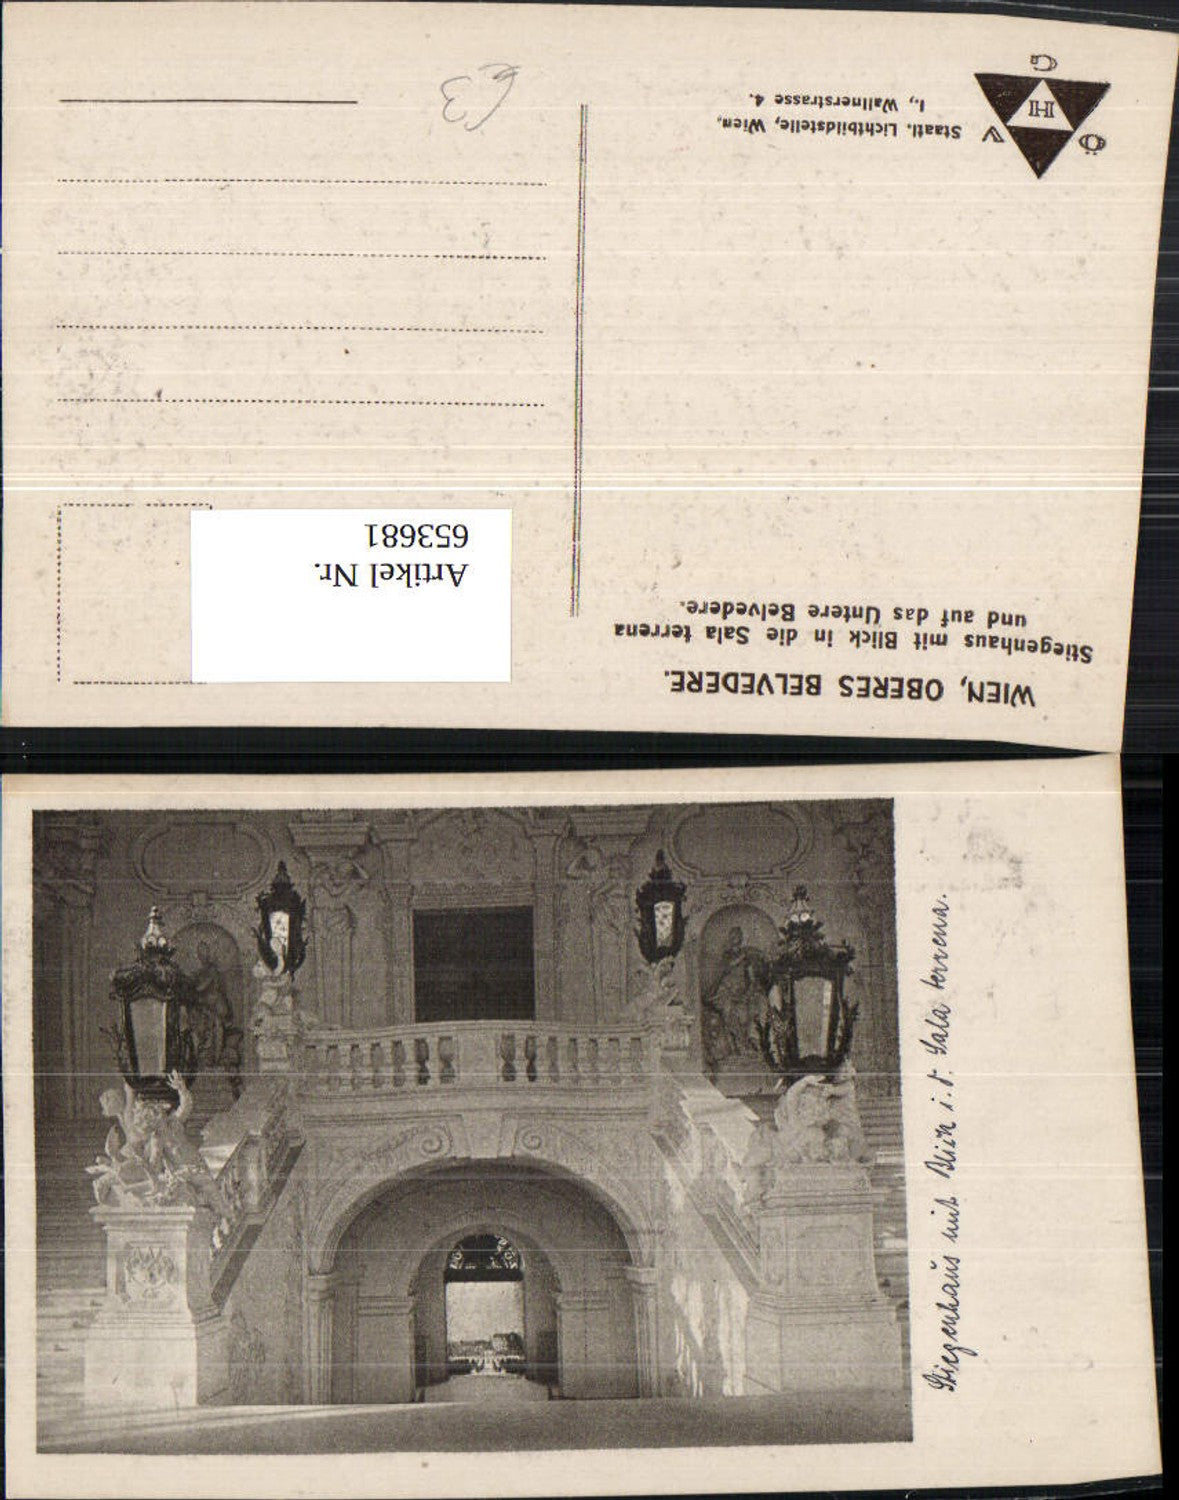 WIEN, OBERES BELVEDERE.
Stiegenhaus mit Blick in die Sala terrena
und auf das Untere Belvedere.
Artikel Nr.
653681
Staatl. Lichtbildstelle, Wien,
I., Wallnerstrasse 4.
Stiegenhaus mit Blick i. d. Sala terrena.